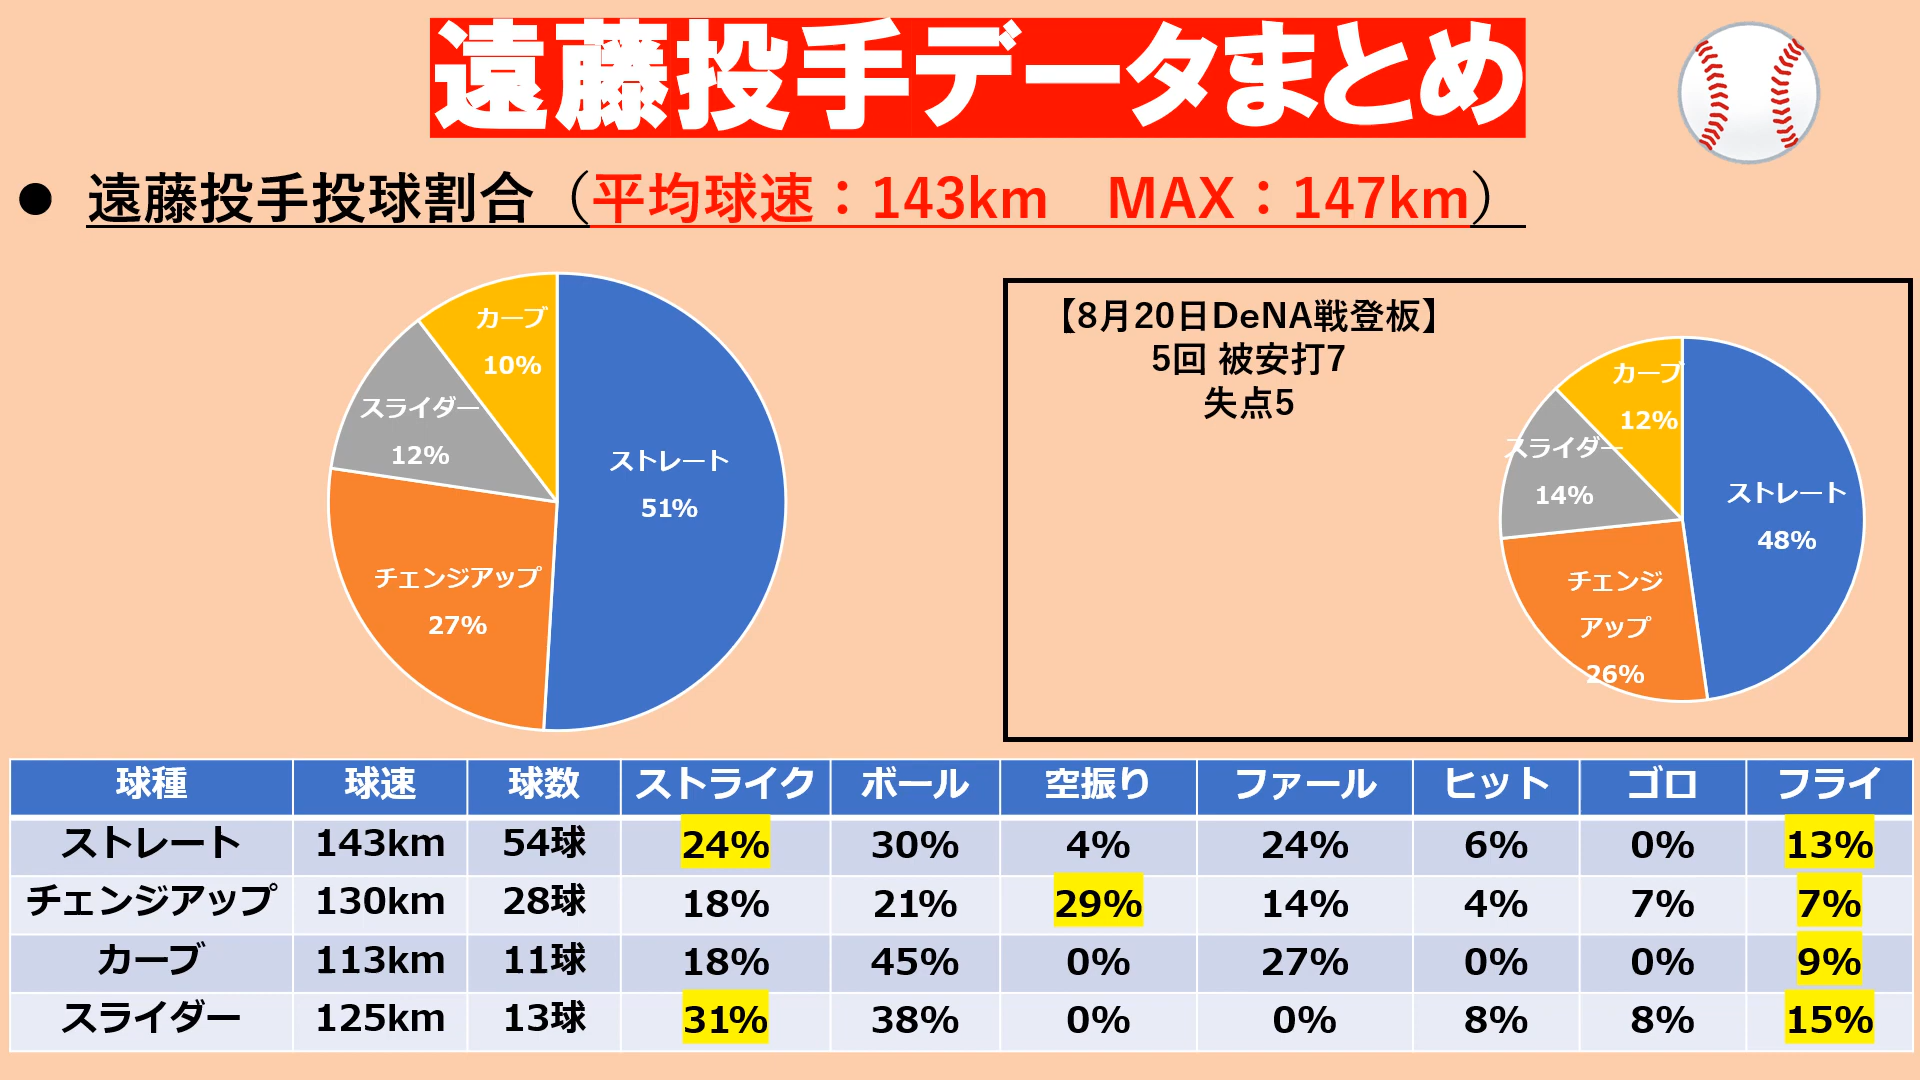 遠藤投手データまとめ
● 遠藤投手投球割合（平均球速：143km　MAX：147km）
カーブ
10%
スライダー
12%
ストレート
51%
チェンジアップ
27%
【8月20日DeNA戦登板】
5回 被安打7
失点5
カーブ
12%
スライダー
14%
ストレート
48%
チェンジ
アップ
26%
球種 球速 球数 ストライク ボール 空振り ファール ヒット ゴロ フライ
ストレート 143km 54球 24% 30% 4% 24% 6% 0% 13%
チェンジアップ 130km 28球 18% 21% 29% 14% 4% 7% 7%
カーブ 113km 11球 18% 45% 0% 27% 0% 0% 9%
スライダー 125km 13球 31% 38% 0% 0% 8% 8% 15%